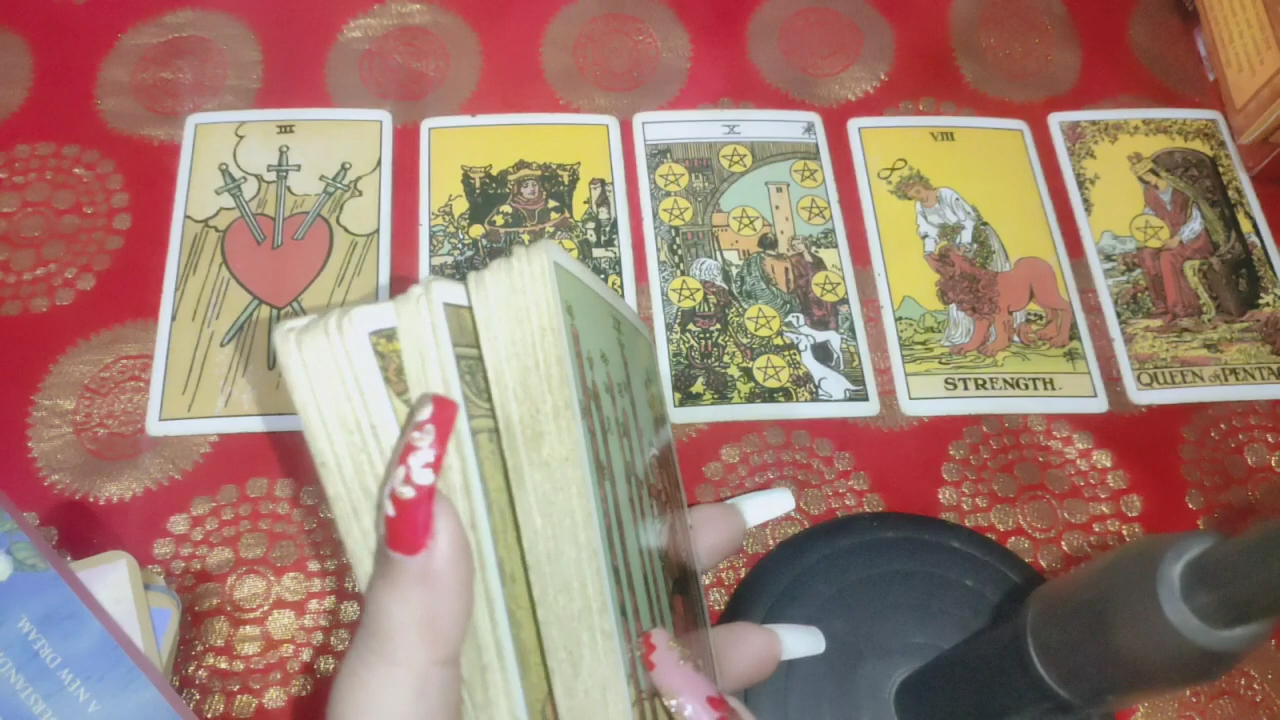 III
X
VIII
STRENGTH.
QUEEN of PENTA
A NEW DREAM